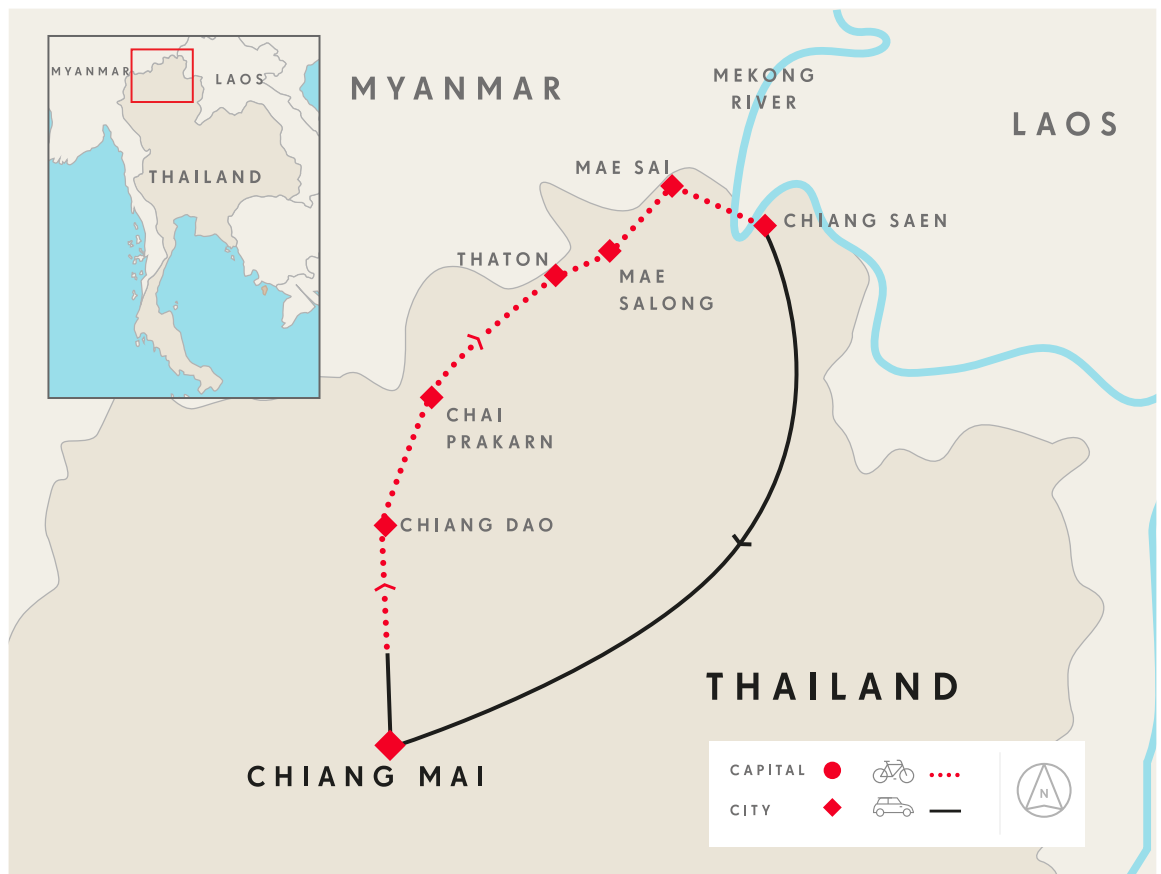 MYANMAR
LAOS
THAILAND
MYANMAR
MEKONG
RIVER
LAOS
MAE SAI
CHIANG SAEN
THATON
MAE
SALONG
CHAI
PRAKARN
CHIANG DAO
THAILAND
CHIANG MAI
CAPITAL
CITY
N